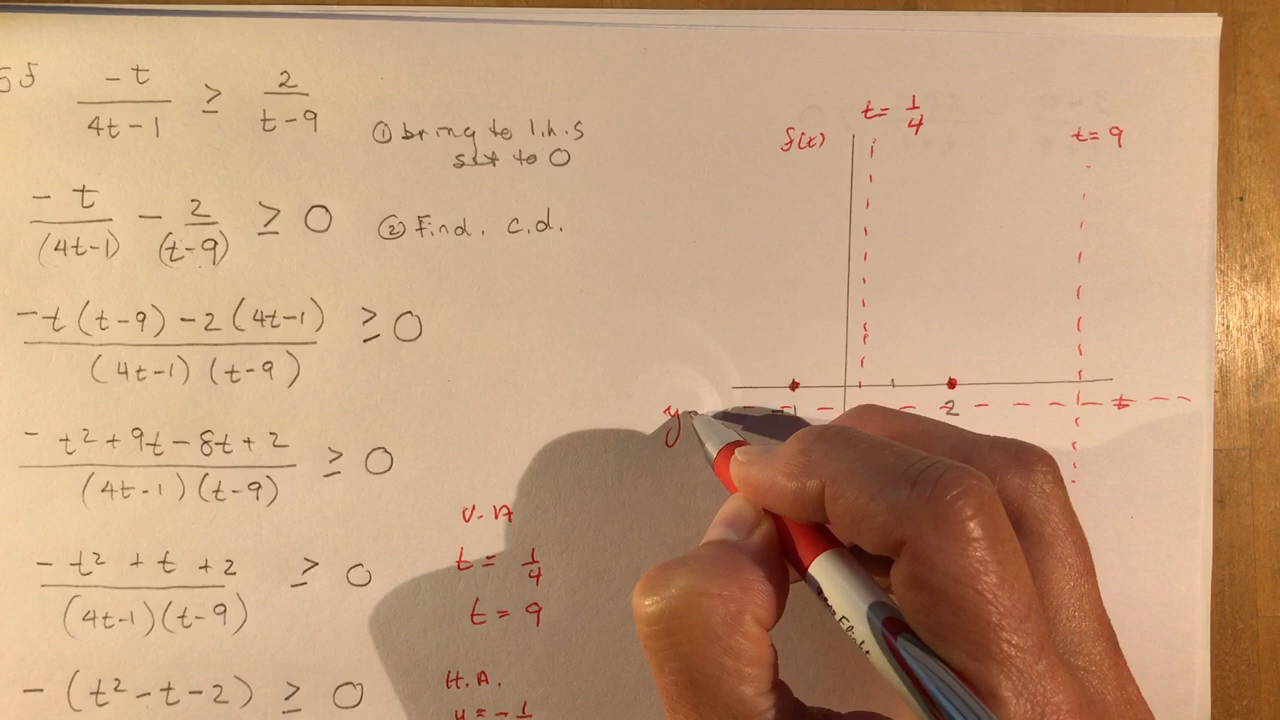 55
-t/(4t-1) ≥ 2/(t-9)
① bring to l.h.s
set to 0
-t/(4t-1) - 2/(t-9) ≥ 0
② Find. c.d.
(-t(t-9) -2(4t-1))/((4t-1)(t-9)) ≥ 0
(-t²+9t-8t+2)/((4t-1)(t-9)) ≥ 0
(-t²+t+2)/((4t-1)(t-9)) ≥ 0
-(t²-t-2) ≥ 0
V.A
t = 1/4
t = 9
H.A.
y = -1
f(t)
t = 1/4
t = 9
-1
2
t
y